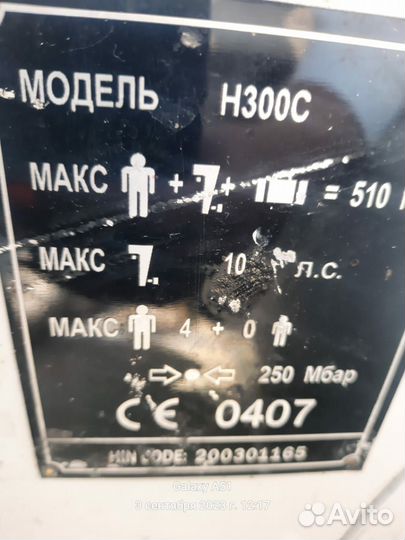 МОДЕЛЬ H300C
МАКС + + = 510
МАКС 10 Л.С.
МАКС 4 + 0
250 Мбар
CE 0407
HIN CODE: 200301165
Galaxy A51
3 сентября 2023 г. 12:17
Avito